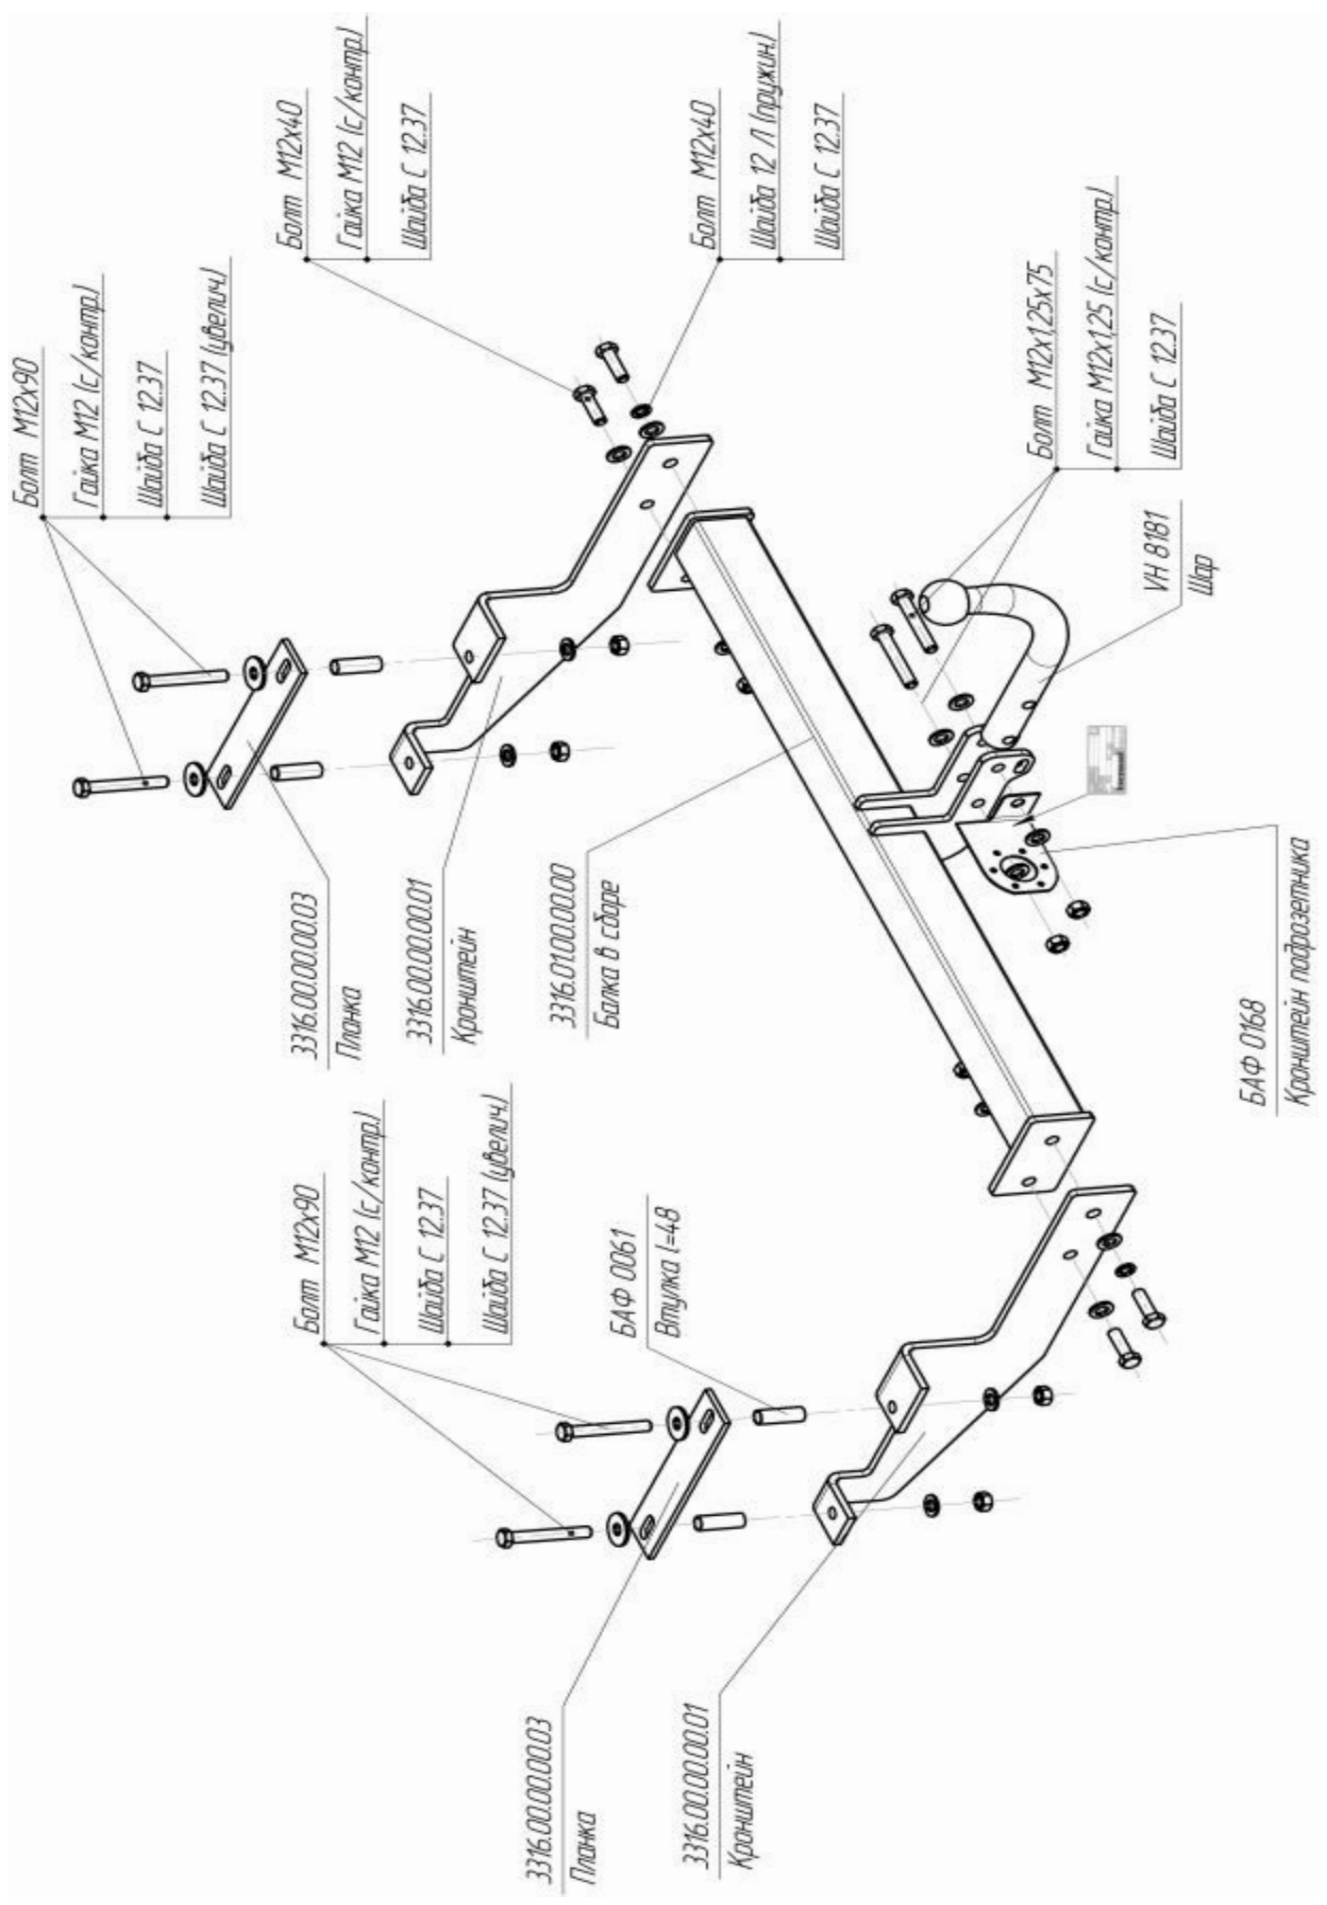 Болт М12х90
Гайка М12 (с/контр.)
Шайба С 12.37
Шайба С 12.37 (увелич.)
Болт М12х40
Гайка М12 (с/контр.)
Шайба С 12.37
Болт М12х40
Шайба 12 Л (пружин.)
Шайба С 12.37
Болт М12х1,25х75
Гайка М12х1,25 (с/контр.)
Шайба С 12.37
VH 8181
Шар
3316.00.00.00.03
Планка
3316.00.00.00.01
Кронштейн
3316.01.00.00.00
Балка в сборе
БАФ 0168
Кронштейн подрозетника
Болт М12х90
Гайка М12 (с/контр.)
Шайба С 12.37
Шайба С 12.37 (увелич.)
БАФ 0061
Втулка l=48
3316.00.00.00.03
Планка
3316.00.00.00.01
Кронштейн